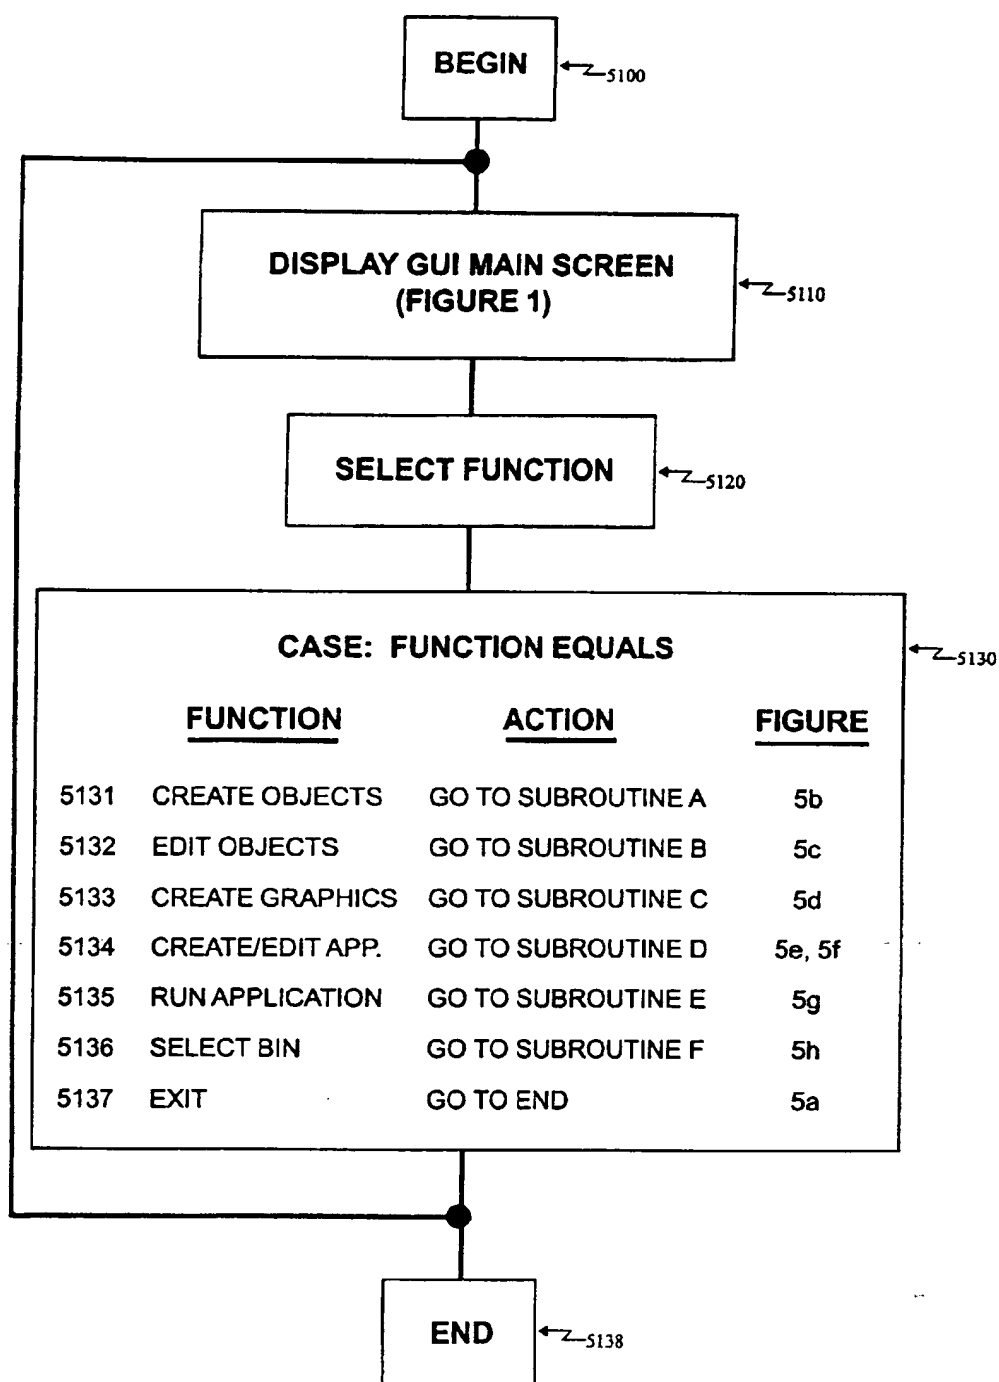 BEGIN
5100
DISPLAY GUI MAIN SCREEN
(FIGURE 1)
5110
SELECT FUNCTION
5120
CASE: FUNCTION EQUALS
5130
FUNCTION ACTION FIGURE
5131 CREATE OBJECTS GO TO SUBROUTINE A 5b
5132 EDIT OBJECTS GO TO SUBROUTINE B 5c
5133 CREATE GRAPHICS GO TO SUBROUTINE C 5d
5134 CREATE/EDIT APP. GO TO SUBROUTINE D 5e, 5f
5135 RUN APPLICATION GO TO SUBROUTINE E 5g
5136 SELECT BIN GO TO SUBROUTINE F 5h
5137 EXIT GO TO END 5a
END
5138